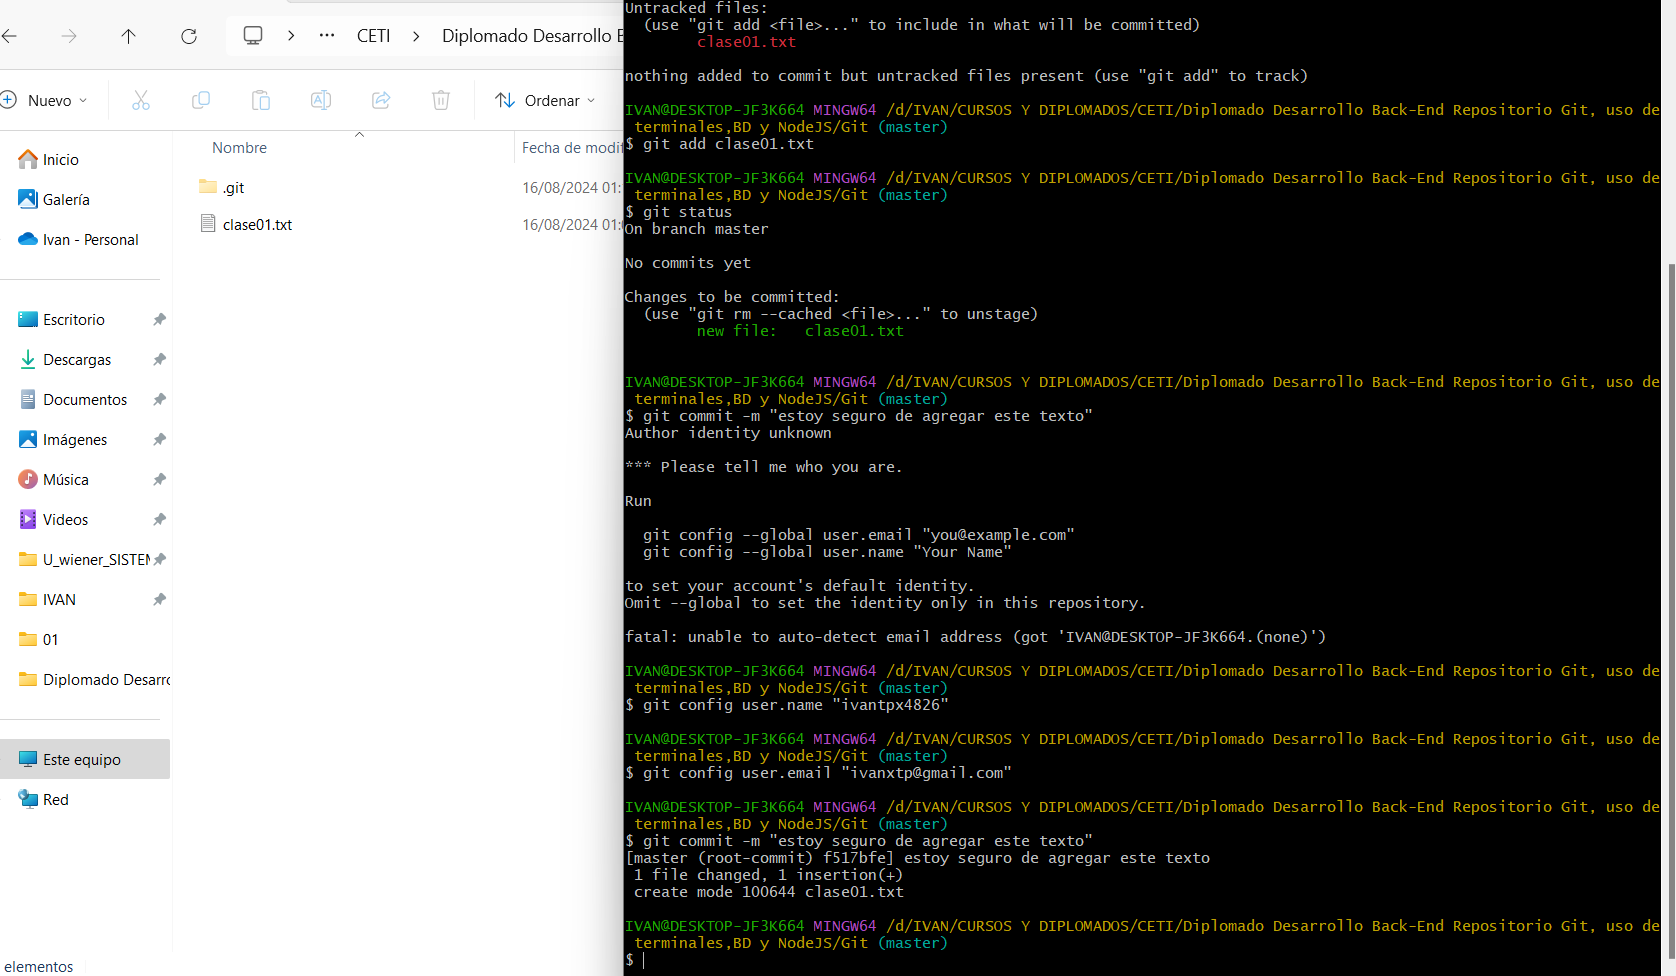 CETI
Diplomado Desarrollo
Nuevo
Ordenar
Inicio
Galería
Ivan - Personal
Escritorio
Descargas
Documentos
Imágenes
Música
Videos
U_wiener_SISTE
IVAN
01
Diplomado Desarr
Este equipo
Red
elementos
Nombre
Fecha de modi
.git
16/08/2024 01:
clase01.txt
16/08/2024 01:
Untracked files:
(use "git add <file>..." to include in what will be committed)
clase01.txt
nothing added to commit but untracked files present (use "git add" to track)
IVAN@DESKTOP-JF3K664 MINGW64 /d/IVAN/CURSOS Y DIPLOMADOS/CETI/Diplomado Desarrollo Back-End Repositorio Git, uso de
terminales,BD y NodeJS/Git (master)
$ git add clase01.txt
IVAN@DESKTOP-JF3K664 MINGW64 /d/IVAN/CURSOS Y DIPLOMADOS/CETI/Diplomado Desarrollo Back-End Repositorio Git, uso de
terminales,BD y NodeJS/Git (master)
$ git status
On branch master
No commits yet
Changes to be committed:
(use "git rm --cached <file>..." to unstage)
new file:   clase01.txt
IVAN@DESKTOP-JF3K664 MINGW64 /d/IVAN/CURSOS Y DIPLOMADOS/CETI/Diplomado Desarrollo Back-End Repositorio Git, uso de
terminales,BD y NodeJS/Git (master)
$ git commit -m "estoy seguro de agregar este texto"
Author identity unknown
*** Please tell me who you are.
Run
git config --global user.email "you@example.com"
git config --global user.name "Your Name"
to set your account's default identity.
Omit --global to set the identity only in this repository.
fatal: unable to auto-detect email address (got 'IVAN@DESKTOP-JF3K664.(none)')
IVAN@DESKTOP-JF3K664 MINGW64 /d/IVAN/CURSOS Y DIPLOMADOS/CETI/Diplomado Desarrollo Back-End Repositorio Git, uso de
terminales,BD y NodeJS/Git (master)
$ git config user.name "ivantpx4826"
IVAN@DESKTOP-JF3K664 MINGW64 /d/IVAN/CURSOS Y DIPLOMADOS/CETI/Diplomado Desarrollo Back-End Repositorio Git, uso de
terminales,BD y NodeJS/Git (master)
$ git config user.email "ivanxtp@gmail.com"
IVAN@DESKTOP-JF3K664 MINGW64 /d/IVAN/CURSOS Y DIPLOMADOS/CETI/Diplomado Desarrollo Back-End Repositorio Git, uso de
terminales,BD y NodeJS/Git (master)
$ git commit -m "estoy seguro de agregar este texto"
[master (root-commit) f517bfe] estoy seguro de agregar este texto
1 file changed, 1 insertion(+)
create mode 100644 clase01.txt
IVAN@DESKTOP-JF3K664 MINGW64 /d/IVAN/CURSOS Y DIPLOMADOS/CETI/Diplomado Desarrollo Back-End Repositorio Git, uso de
terminales,BD y NodeJS/Git (master)
$